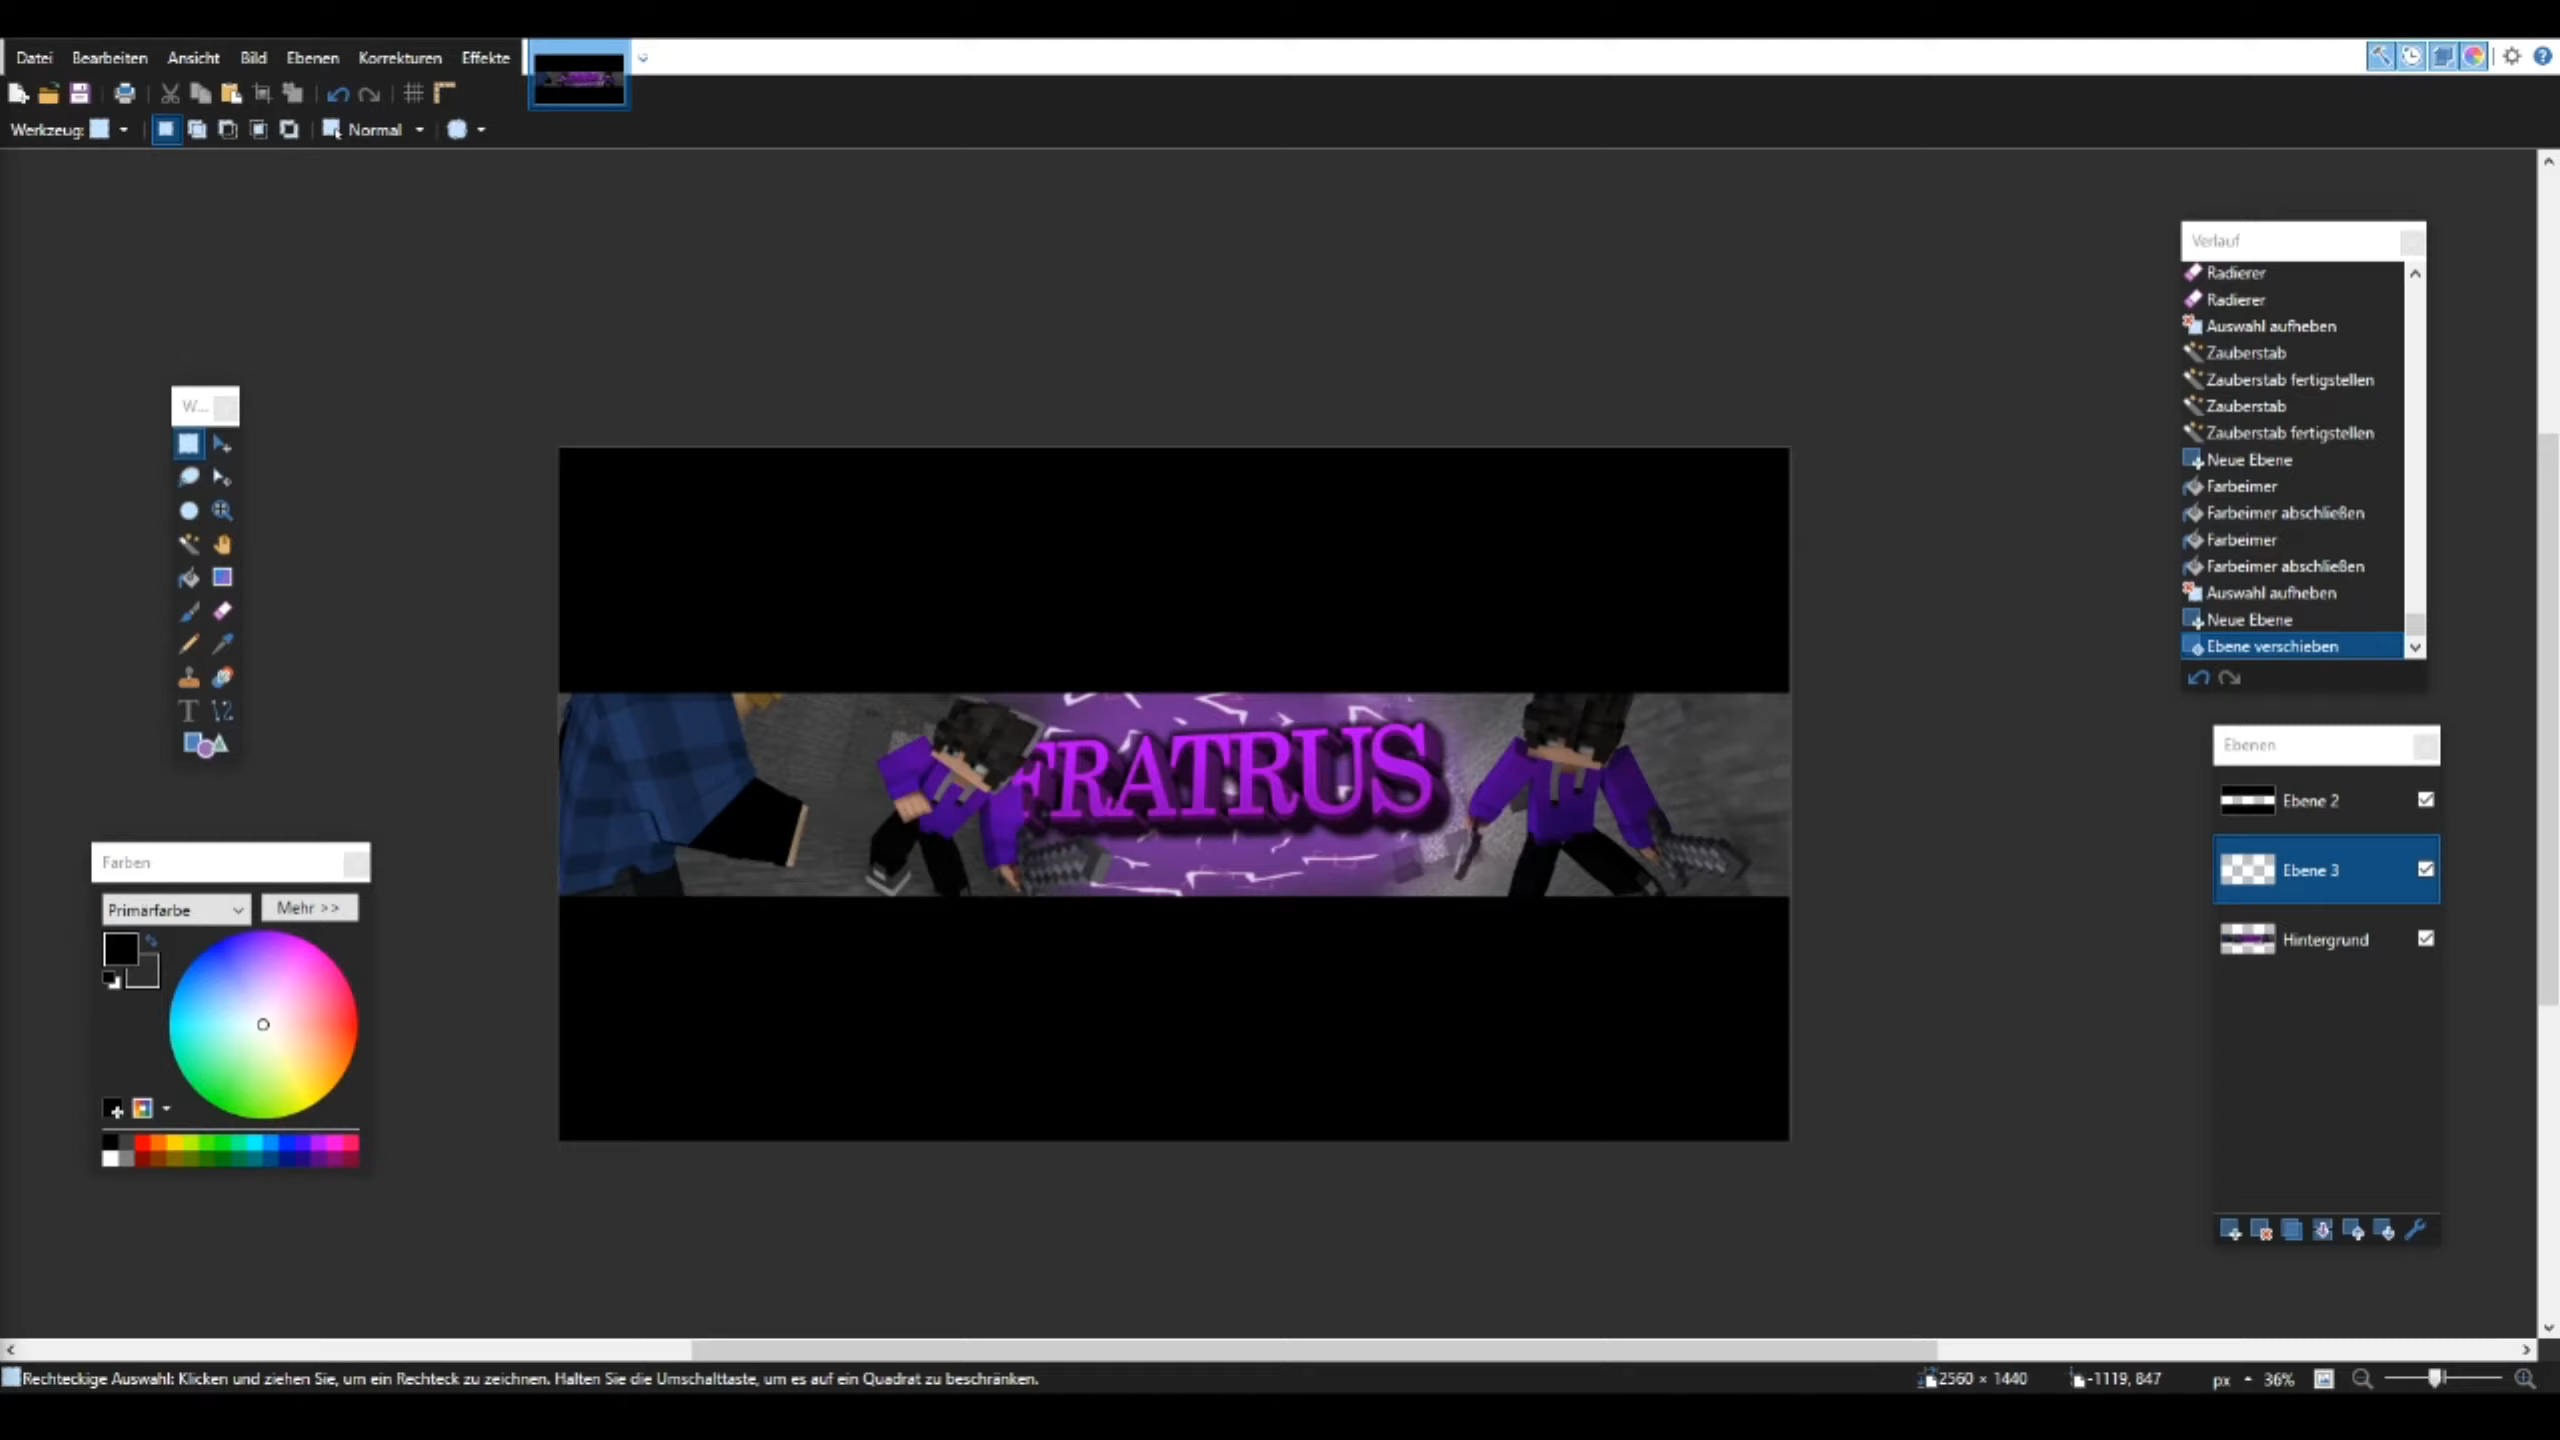 Datei Bearbeiten Ansicht Bild Ebenen Korrekturen Effekte
Werkzeug: Normal
Verlauf
Radierer
Radierer
Auswahl aufheben
Zauberstab
Zauberstab fertigstellen
Zauberstab
Zauberstab fertigstellen
Neue Ebene
Farbeimer
Farbeimer abschließen
Farbeimer
Farbeimer abschließen
Auswahl aufheben
Neue Ebene
Ebene verschieben
W...
FRATRUS
Ebenen
Ebene 2
Ebene 3
Hintergrund
Farben
Primärfarbe Mehr >>
Rechteckige Auswahl: Klicken und ziehen Sie, um ein Rechteck zu zeichnen. Halten Sie die Umschalttaste, um es auf ein Quadrat zu beschränken. 2560 × 1440 -1119, 847 px 36%